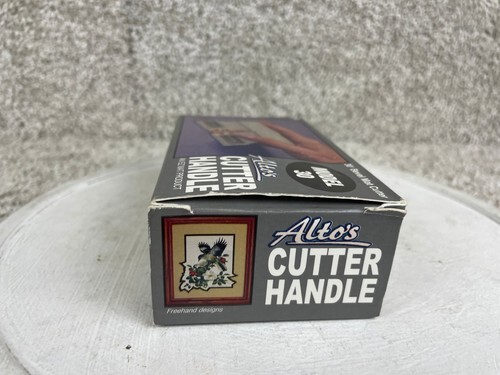 Alto's
CUTTER
HANDLE
Freehand designs
Alto's
CUTTER
HANDLE
MODEL
30